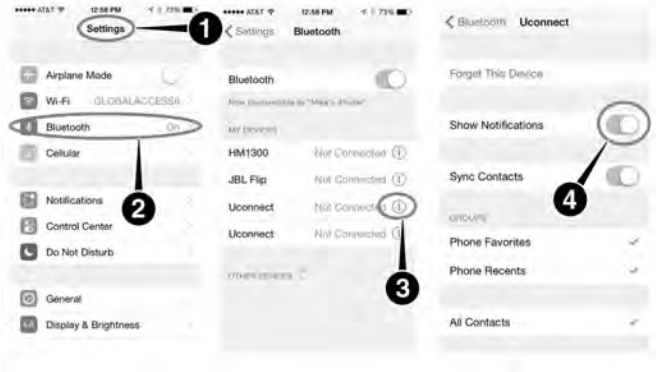 AT&T 12:58 PM 73%
Settings
Airplane Mode
Wi-Fi GLOBALACCESSII
Bluetooth On
Cellular
Notifications
Control Center
Do Not Disturb
General
Display & Brightness
1
2
AT&T 12:58 PM 73%
Settings Bluetooth
Bluetooth
Now discoverable as "Mike's iPhone".
MY DEVICES
HM1300 Not Connected
JBL Flip Not Connected
Uconnect Not Connected
Uconnect Not Connected
OTHER DEVICES
3
Bluetooth Uconnect
Forget This Device
Show Notifications
Sync Contacts
4
GROUPS
Phone Favorites
Phone Recents
All Contacts